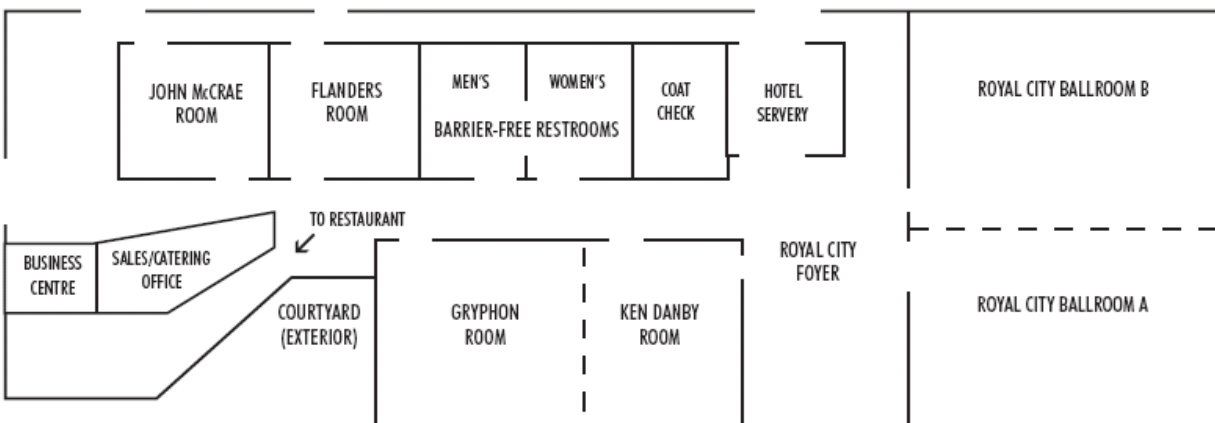 JOHN McCRAE
ROOM
FLANDERS
ROOM
MEN'S
WOMEN'S
BARRIER-FREE RESTROOMS
COAT
CHECK
HOTEL
SERVERY
ROYAL CITY BALLROOM B
TO RESTAURANT
BUSINESS
CENTRE
SALES/CATERING
OFFICE
COURTYARD
(EXTERIOR)
GRYPHON
ROOM
KEN DANBY
ROOM
ROYAL CITY
FOYER
ROYAL CITY BALLROOM A